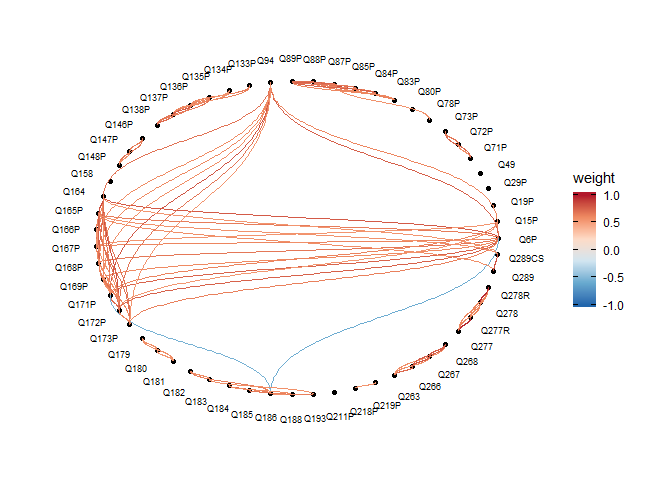 Q94
Q89P
Q88P
Q87P
Q85P
Q84P
Q83P
Q80P
Q78P
Q73P
Q72P
Q71P
Q49
Q29P
Q19P
Q15P
Q6P
Q289CS
Q289
Q278R
Q278
Q277R
Q277
Q268
Q267
Q266
Q263
Q219P
Q218P
Q211P
Q193
Q188
Q186
Q185
Q184
Q183
Q182
Q181
Q180
Q179
Q173P
Q172P
Q171P
Q169P
Q168P
Q167P
Q166P
Q165P
Q164
Q158
Q148P
Q147P
Q146P
Q138P
Q137P
Q136P
Q135P
Q134P
Q133P
weight
1.0
0.5
0.0
-0.5
-1.0